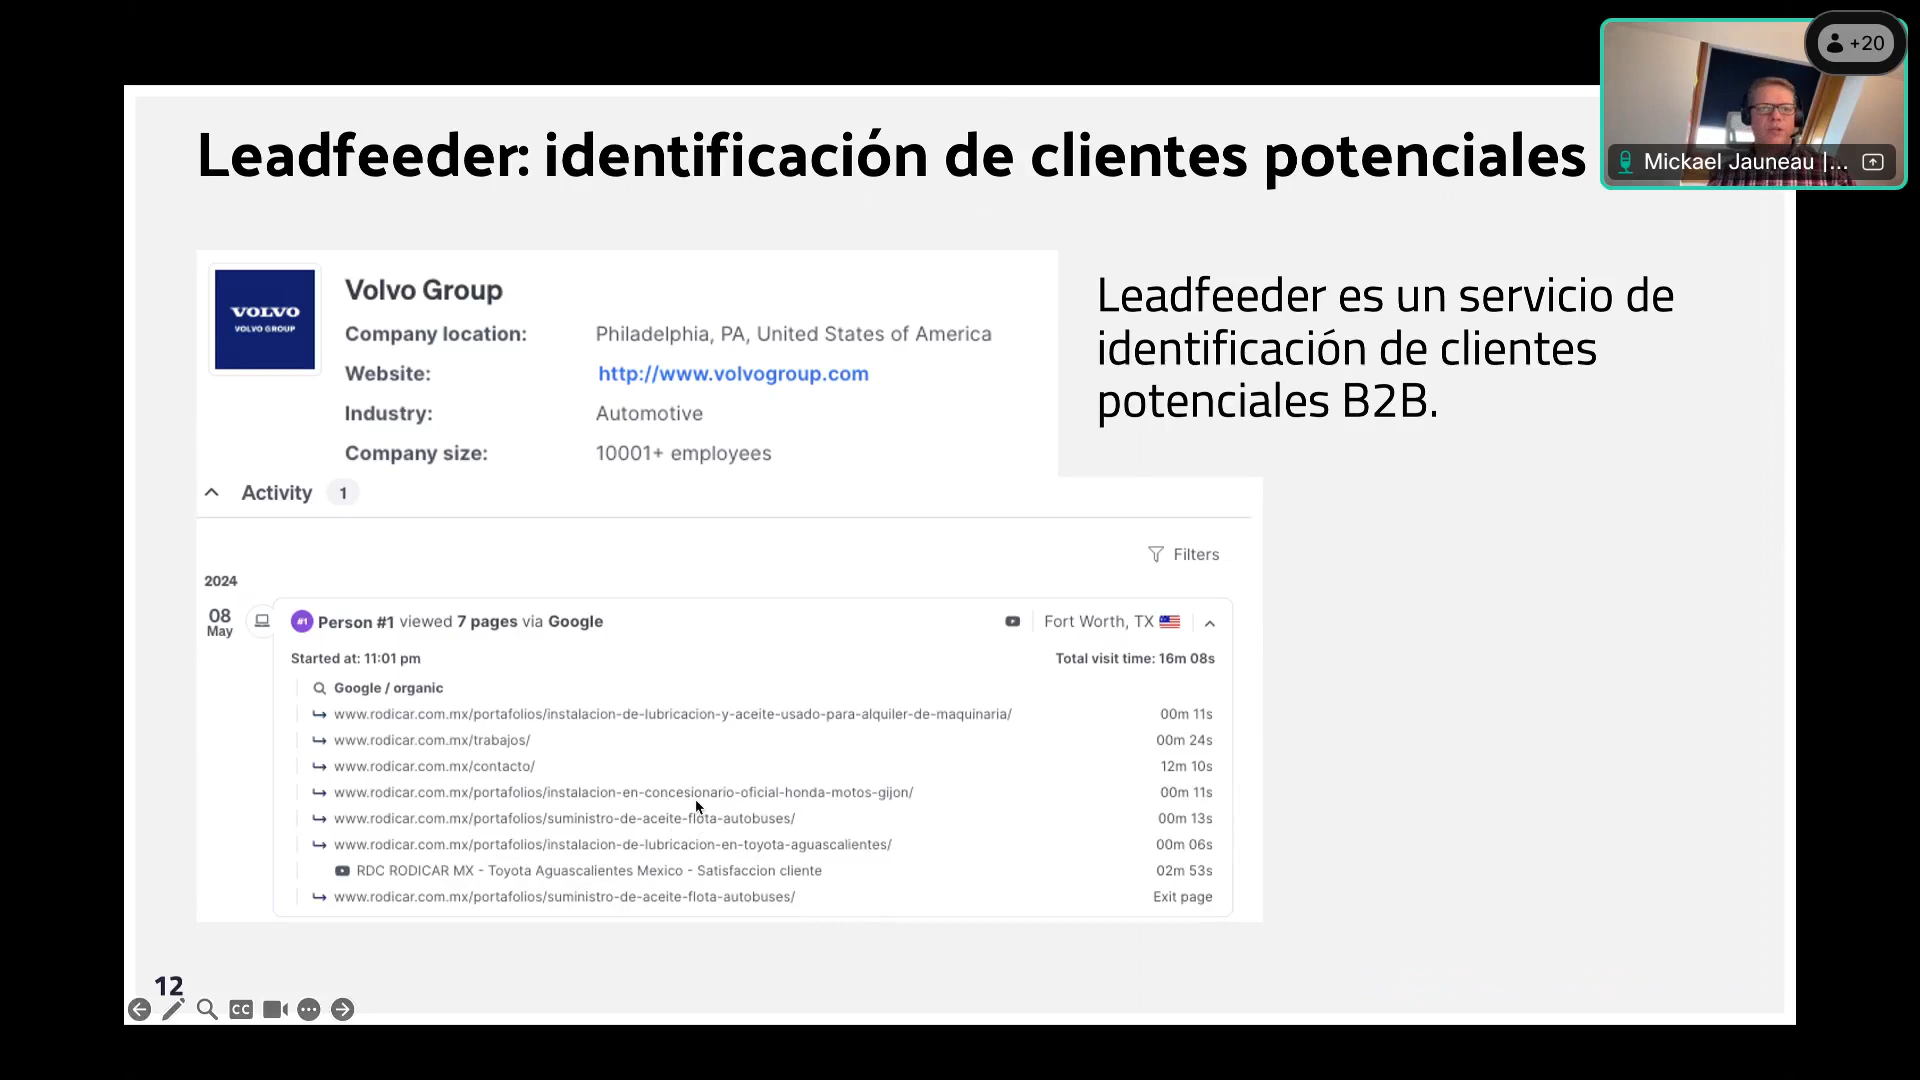 +20
Mickael Jauneau |...
Leadfeeder: identificación de clientes potenciales
VOLVO
VOLVO GROUP
Volvo Group
Company location: Philadelphia, PA, United States of America
Website: http://www.volvogroup.com
Industry: Automotive
Company size: 10001+ employees
Leadfeeder es un servicio de
identificación de clientes
potenciales B2B.
Activity 1
Filters
2024
08
May
#1 Person #1 viewed 7 pages via Google Fort Worth, TX
Started at: 11:01 pm Total visit time: 16m 08s
Google / organic
www.rodicar.com.mx/portafolios/instalacion-de-lubricacion-y-aceite-usado-para-alquiler-de-maquinaria/ 00m 11s
www.rodicar.com.mx/trabajos/ 00m 24s
www.rodicar.com.mx/contacto/ 12m 10s
www.rodicar.com.mx/portafolios/instalacion-en-concesionario-oficial-honda-motos-gijon/ 00m 11s
www.rodicar.com.mx/portafolios/suministro-de-aceite-flota-autobuses/ 00m 13s
www.rodicar.com.mx/portafolios/instalacion-de-lubricacion-en-toyota-aguascalientes/ 00m 06s
RDC RODICAR MX - Toyota Aguascalientes Mexico - Satisfaccion cliente 02m 53s
www.rodicar.com.mx/portafolios/suministro-de-aceite-flota-autobuses/ Exit page
12
CC